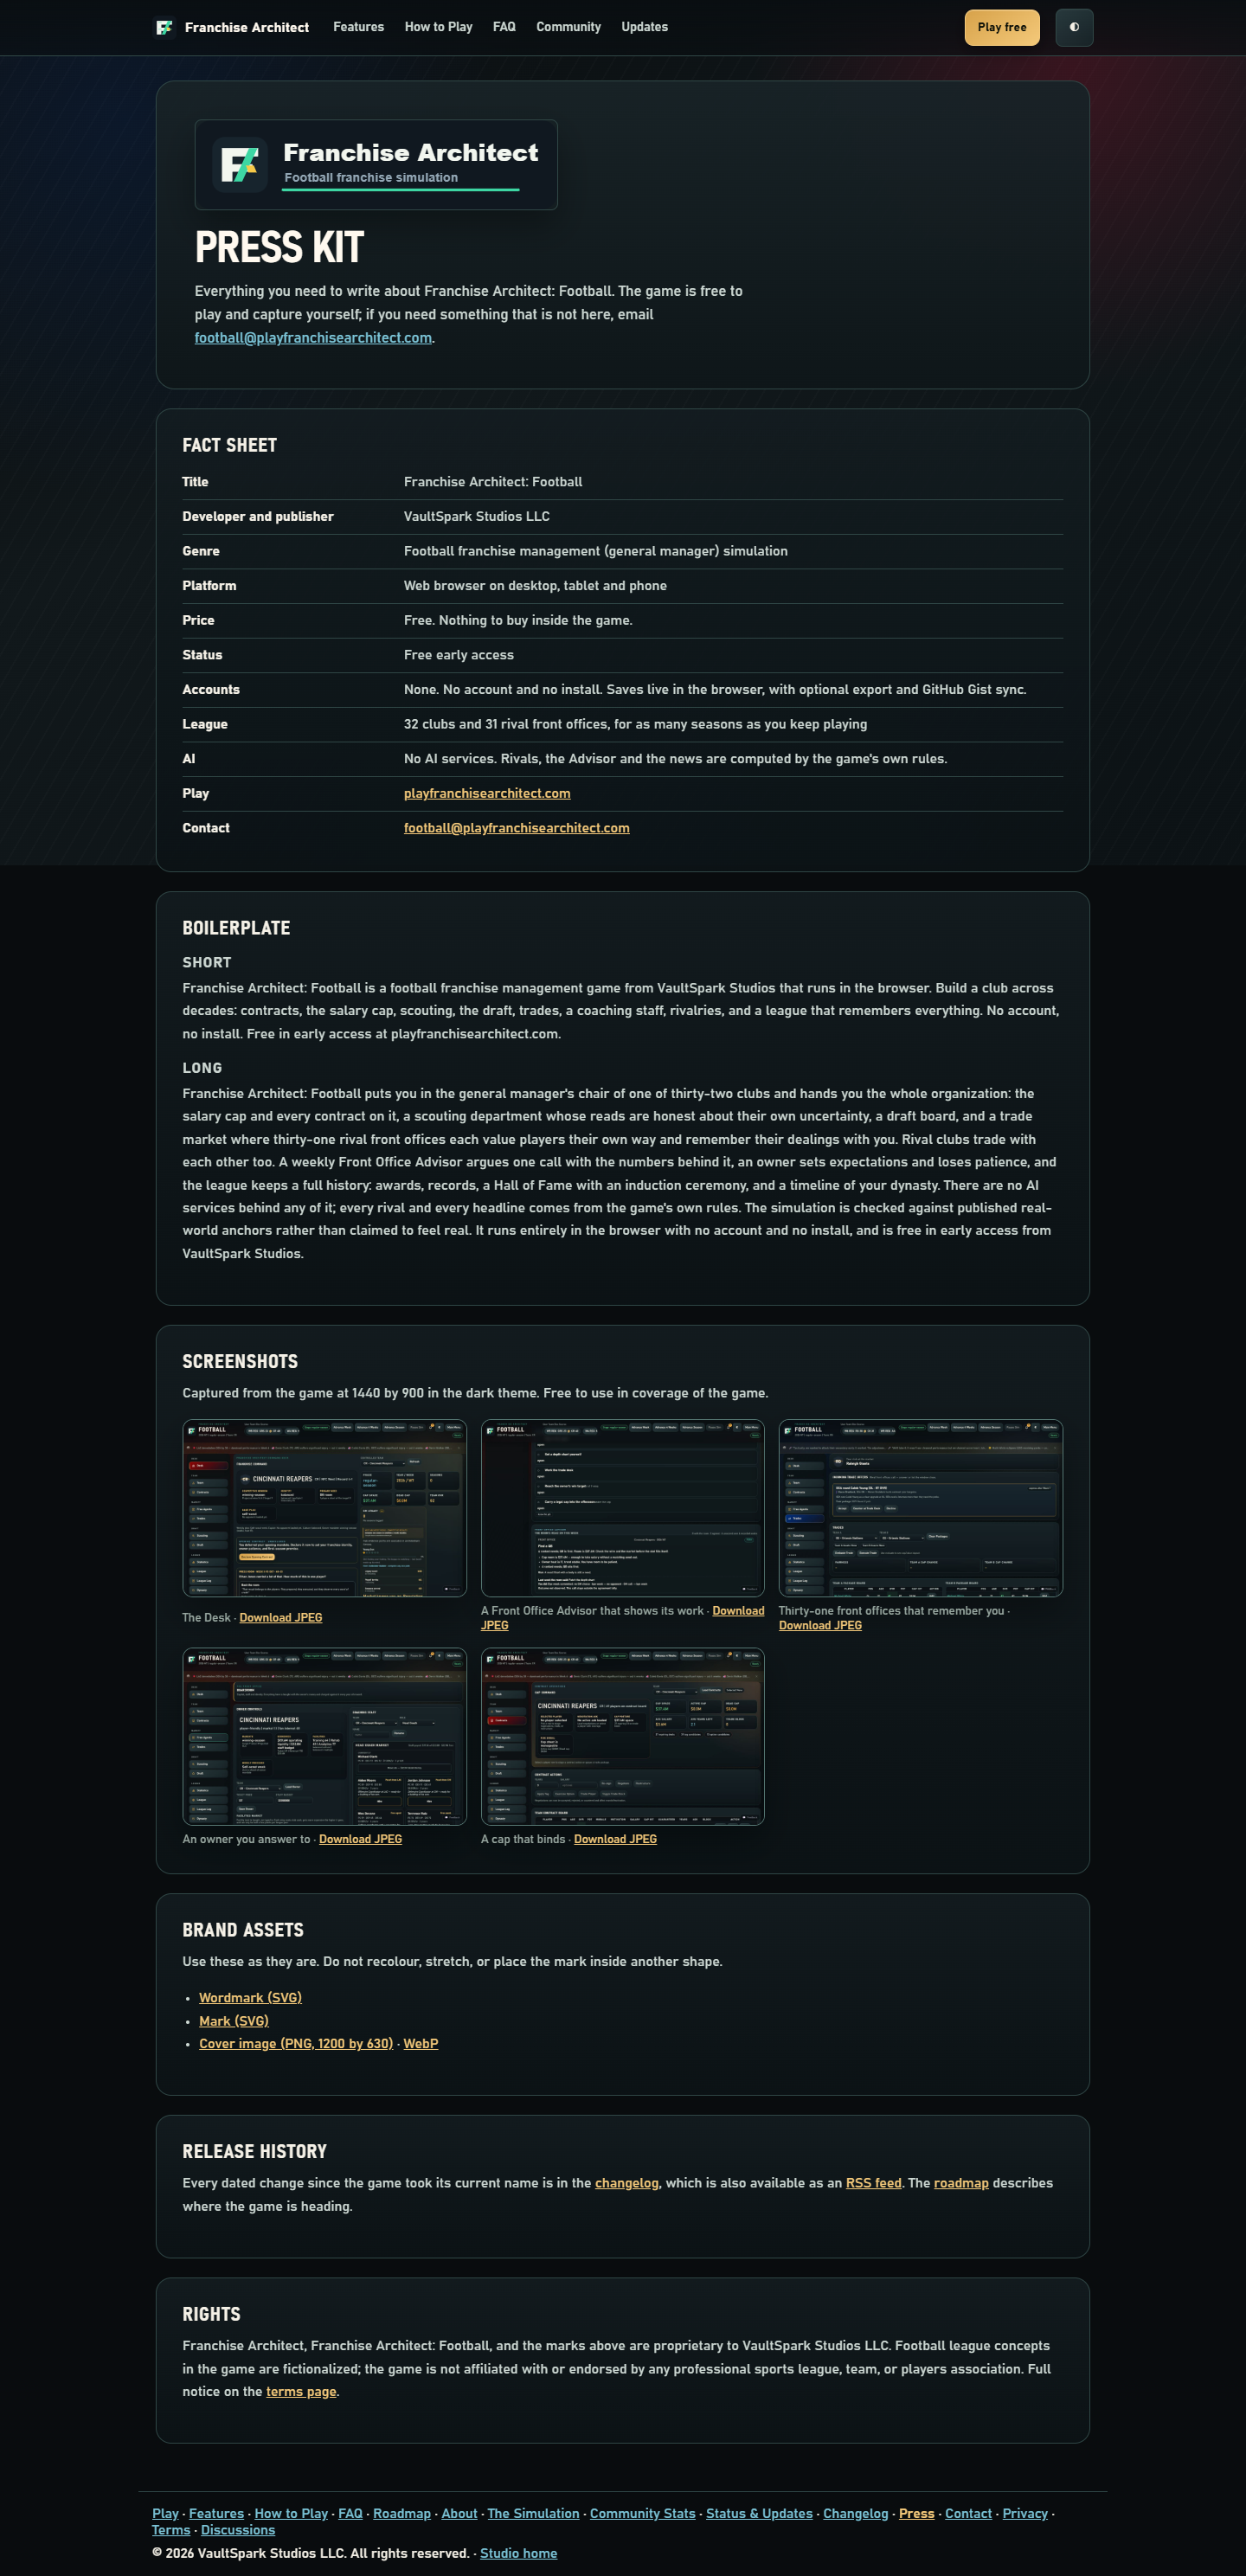 Franchise Architect
Features
How to Play
FAQ
Community
Updates
Play free
Franchise Architect
Football franchise simulation
PRESS KIT
Everything you need to write about Franchise Architect: Football. The game is free to
play and capture yourself; if you need something that is not here, email
football@playfranchisearchitect.com.
FACT SHEET
Title Franchise Architect: Football
Developer and publisher VaultSpark Studios LLC
Genre Football franchise management (general manager) simulation
Platform Web browser on desktop, tablet and phone
Price Free. Nothing to buy inside the game.
Status Free early access
Accounts None. No account and no install. Saves live in the browser, with optional export and GitHub Gist sync.
League 32 clubs and 31 rival front offices, for as many seasons as you keep playing
AI No AI services. Rivals, the Advisor and the news are computed by the game's own rules.
Play playfranchisearchitect.com
Contact football@playfranchisearchitect.com
BOILERPLATE
SHORT
Franchise Architect: Football is a football franchise management game from VaultSpark Studios that runs in the browser. Build a club across
decades: contracts, the salary cap, scouting, the draft, trades, a coaching staff, rivalries, and a league that remembers everything. No account,
no install. Free in early access at playfranchisearchitect.com.
LONG
Franchise Architect: Football puts you in the general manager's chair of one of thirty-two clubs and hands you the whole organization: the
salary cap and every contract on it, a scouting department whose reads are honest about their own uncertainty, a draft board, and a trade
market where thirty-one rival front offices each value players their own way and remember their dealings with you. Rival clubs trade with
each other too. A weekly Front Office Advisor argues one call with the numbers behind it, an owner sets expectations and loses patience, and
the league keeps a full history: awards, records, a Hall of Fame with an induction ceremony, and a timeline of your dynasty. There are no AI
services behind any of it; every rival and every headline comes from the game's own rules. The simulation is checked against published real-
world anchors rather than claimed to feel real. It runs entirely in the browser with no account and no install, and is free in early access from
VaultSpark Studios.
SCREENSHOTS
Captured from the game at 1440 by 900 in the dark theme. Free to use in coverage of the game.
FOOTBALL
CINCINNATI REAPERS
FOOTBALL
FOOTBALL
The Desk · Download JPEG
A Front Office Advisor that shows its work · Download
JPEG
Thirty-one front offices that remember you ·
Download JPEG
FOOTBALL
CINCINNATI REAPERS
FOOTBALL
CINCINNATI REAPERS
An owner you answer to · Download JPEG
A cap that binds · Download JPEG
BRAND ASSETS
Use these as they are. Do not recolour, stretch, or place the mark inside another shape.
• Wordmark (SVG)
• Mark (SVG)
• Cover image (PNG, 1200 by 630) · WebP
RELEASE HISTORY
Every dated change since the game took its current name is in the changelog, which is also available as an RSS feed. The roadmap describes
where the game is heading.
RIGHTS
Franchise Architect, Franchise Architect: Football, and the marks above are proprietary to VaultSpark Studios LLC. Football league concepts
in the game are fictionalized; the game is not affiliated with or endorsed by any professional sports league, team, or players association. Full
notice on the terms page.
Play · Features · How to Play · FAQ · Roadmap · About · The Simulation · Community Stats · Status & Updates · Changelog · Press · Contact · Privacy ·
Terms · Discussions
© 2026 VaultSpark Studios LLC. All rights reserved. · Studio home